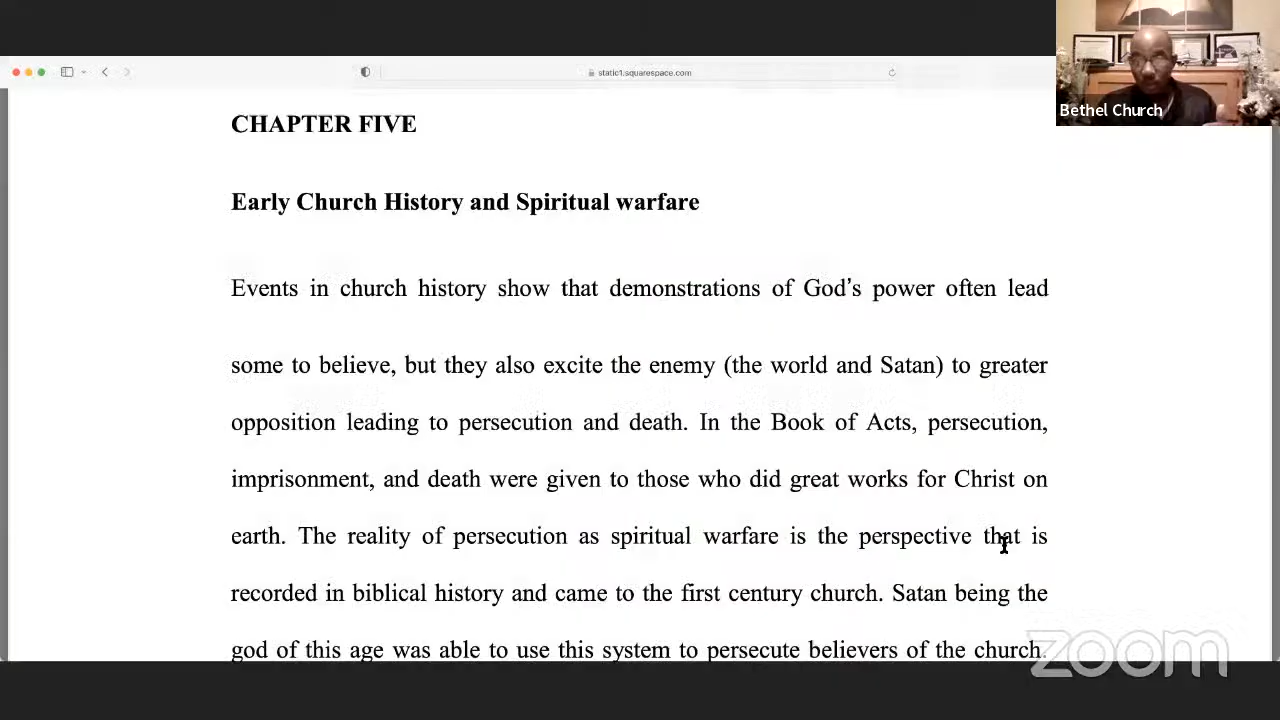 Bethel Church
static1.squarespace.com
CHAPTER FIVE
Early Church History and Spiritual warfare
Events in church history show that demonstrations of God’s power often lead
some to believe, but they also excite the enemy (the world and Satan) to greater
opposition leading to persecution and death. In the Book of Acts, persecution,
imprisonment, and death were given to those who did great works for Christ on
earth. The reality of persecution as spiritual warfare is the perspective that is
recorded in biblical history and came to the first century church. Satan being the
god of this age was able to use this system to persecute believers of the church.
zoom